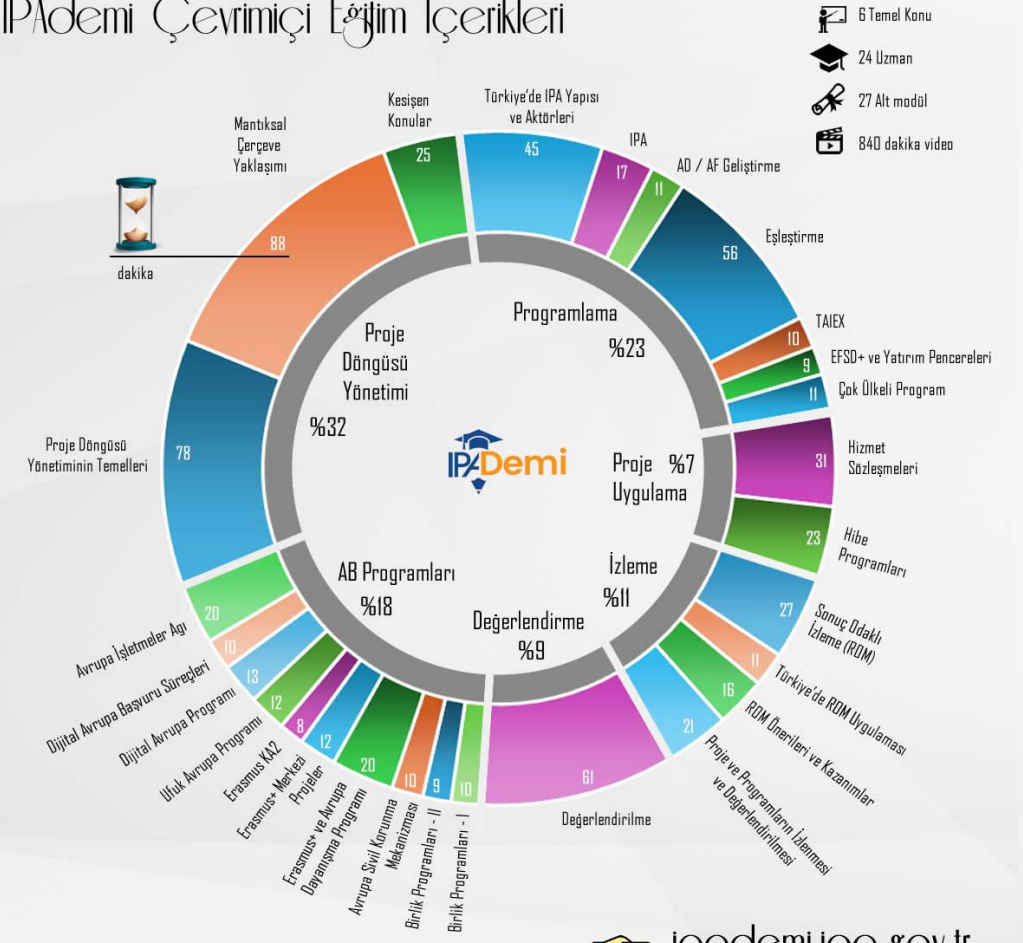 IPAdemi Çevrimiçi Eğitim İçerikleri
6 Temel Konu
24 Uzman
27 Alt modül
840 dakika video
dakika
Mantıksal
Çerçeve
Yaklaşımı
88
Kesişen
Konular
25
Türkiye'de IPA Yapısı
ve Aktörleri
45
IPA
17
AD / AF Geliştirme
11
Eşleştirme
56
TAIEX
10
EFSD+ ve Yatırım Pencereleri
9
Çok Ülkeli Program
11
Hizmet
Sözleşmeleri
31
Hibe
Programları
23
Sonuç Odaklı
İzleme (ROM)
27
Türkiye'de ROM Uygulaması
11
ROM Önerileri ve Kazanımlar
16
Proje ve Programların İzlenmesi
ve Değerlendirilmesi
21
Değerlendirilme
61
Birlik Programları - I
10
Birlik Programları - II
9
Avrupa Sivil Korunma
Mekanizması
10
Erasmus+ ve Avrupa
Dayanışma Programı
20
Erasmus+ Merkezi
Projeler
12
Erasmus KA2
8
Ufuk Avrupa Programı
12
Dijital Avrupa Programı
13
Dijital Avrupa Başvuru Süreçleri
10
Avrupa İşletmeler Ağı
20
Proje Döngüsü
Yönetiminin Temelleri
78
Proje
Döngüsü
Yönetimi
%32
Programlama
%23
Proje %7
Uygulama
İzleme
%11
Değerlendirme
%9
AB Programları
%18
IPADemi